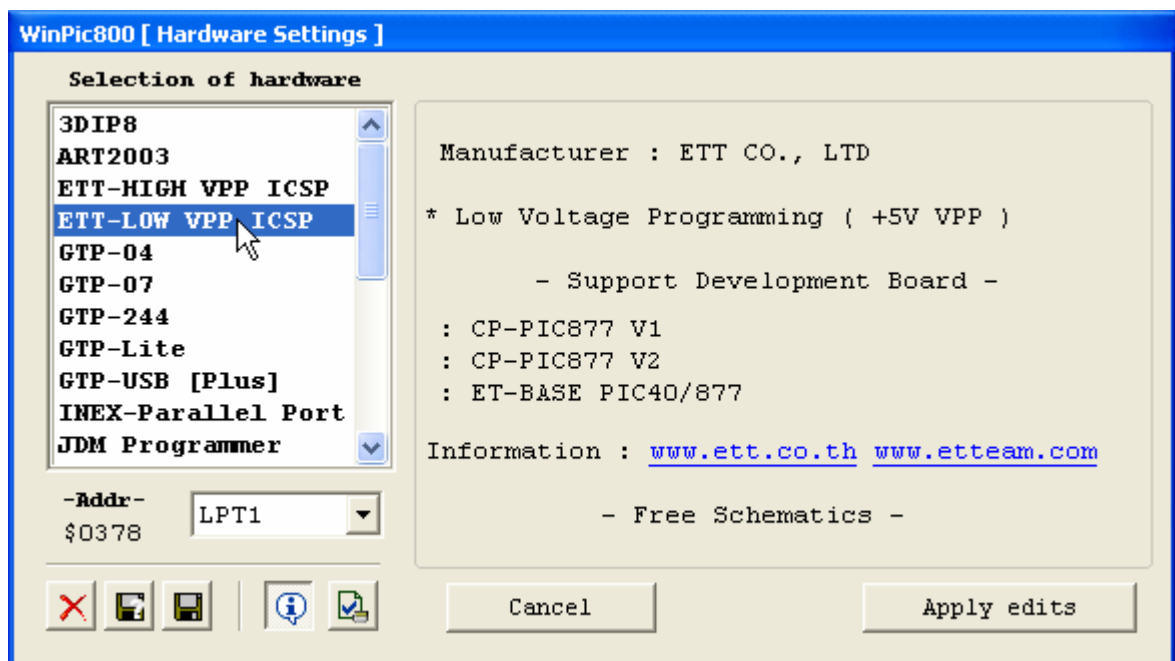 WinPic800 [ Hardware Settings ]
Selection of hardware
3DIP8
ART2003
ETT-HIGH VPP ICSP
ETT-LOW VPP ICSP
GTP-04
GTP-07
GTP-244
GTP-Lite
GTP-USB [Plus]
INEX-Parallel Port
JDM Programmer
-Addr-
$0378
LPT1
Manufacturer : ETT CO., LTD
* Low Voltage Programming ( +5V VPP )
- Support Development Board -
: CP-PIC877 V1
: CP-PIC877 V2
: ET-BASE PIC40/877
Information : www.ett.co.th www.etteam.com
- Free Schematics -
Cancel
Apply edits